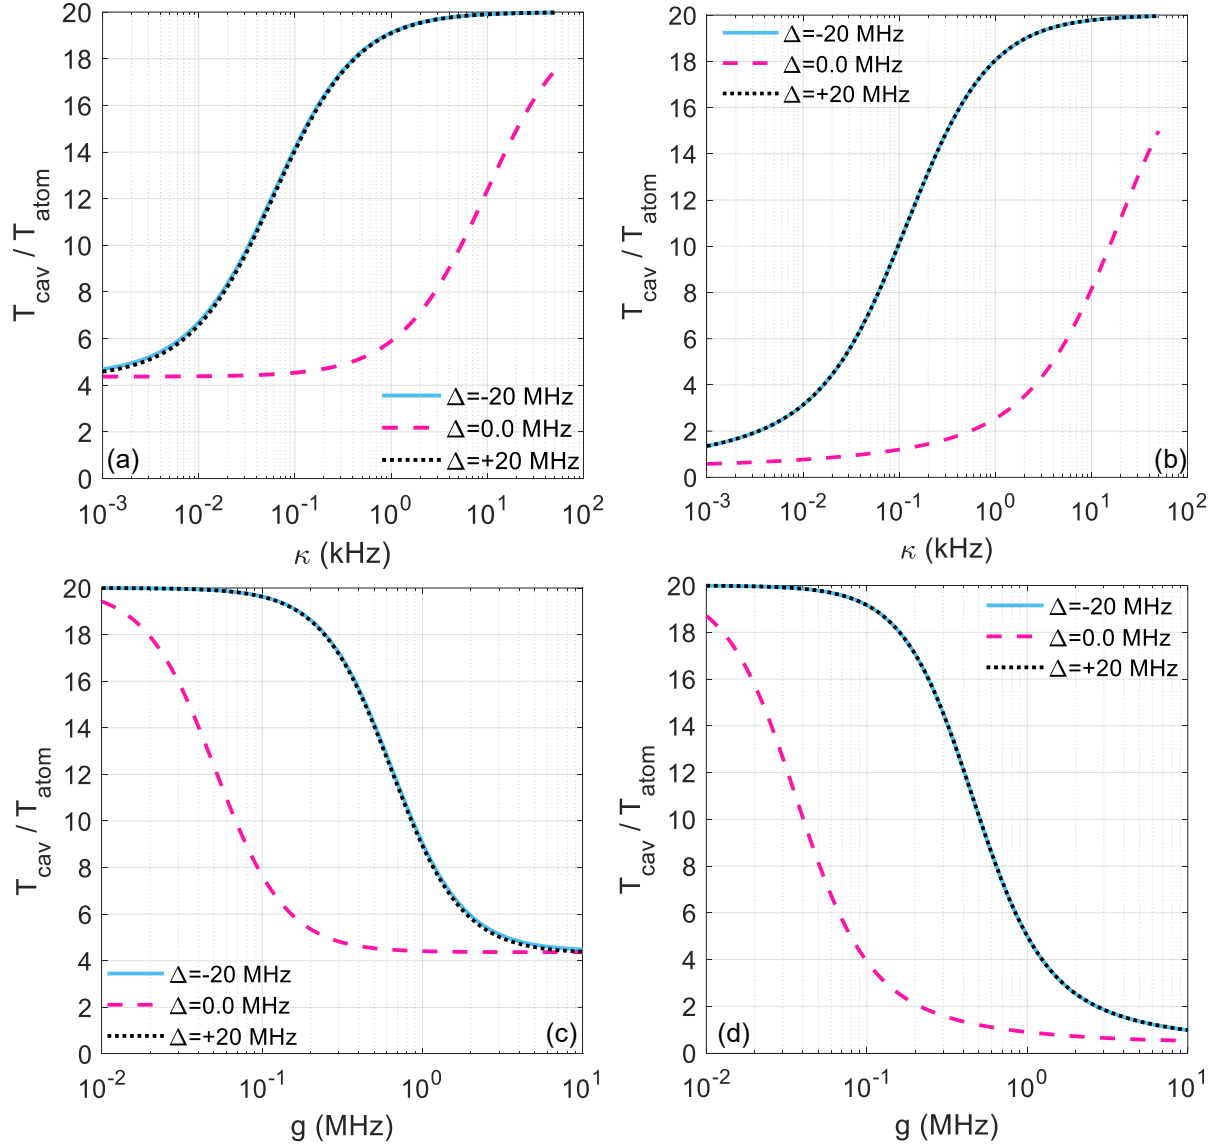 20
18
16
14
12
10
8
6
4
2
0
T_cav / T_atom
Δ=-20 MHz
Δ=0.0 MHz
Δ=+20 MHz
(a)
10^-3 10^-2 10^-1 10^0 10^1 10^2
κ (kHz)
20
18
16
14
12
10
8
6
4
2
0
T_cav / T_atom
Δ=-20 MHz
Δ=0.0 MHz
Δ=+20 MHz
(b)
10^-3 10^-2 10^-1 10^0 10^1 10^2
κ (kHz)
20
18
16
14
12
10
8
6
4
2
0
T_cav / T_atom
Δ=-20 MHz
Δ=0.0 MHz
Δ=+20 MHz
(c)
10^-2 10^-1 10^0 10^1
g (MHz)
20
18
16
14
12
10
8
6
4
2
0
T_cav / T_atom
Δ=-20 MHz
Δ=0.0 MHz
Δ=+20 MHz
(d)
10^-2 10^-1 10^0 10^1
g (MHz)